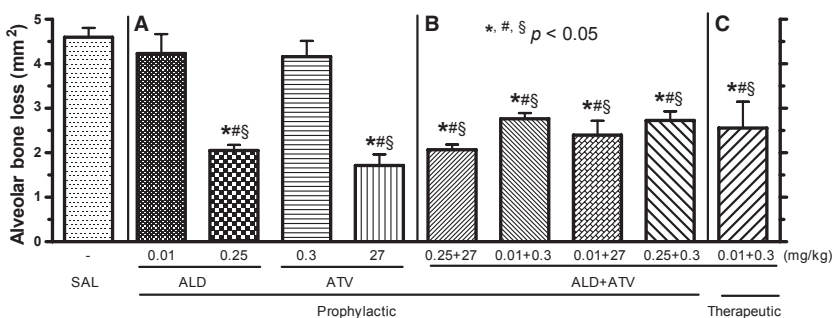 Alveolar bone loss (mm²)
5
4
3
2
1
0
A
B
C
*, #, § p < 0.05
*#§
*#§
*#§
*#§
*#§
*#§
*#§
- 0.01 0.25 0.3 27 0.25+27 0.01+0.3 0.01+27 0.25+0.3 0.01+0.3 (mg/kg)
SAL ALD ATV ALD+ATV
Prophylactic Therapeutic